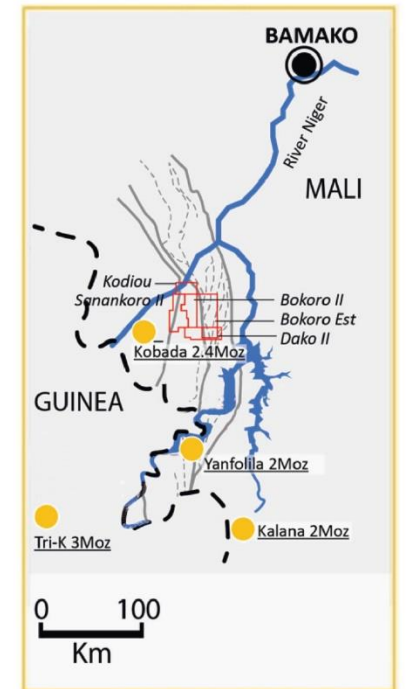 BAMAKO
River Niger
MALI
Kodiou
Sanankoro II
Bokoro II
Bokoro Est
Dako II
Kobada 2.4Moz
GUINEA
Yanfolila 2Moz
Tri-K 3Moz
Kalana 2Moz
0 100
Km